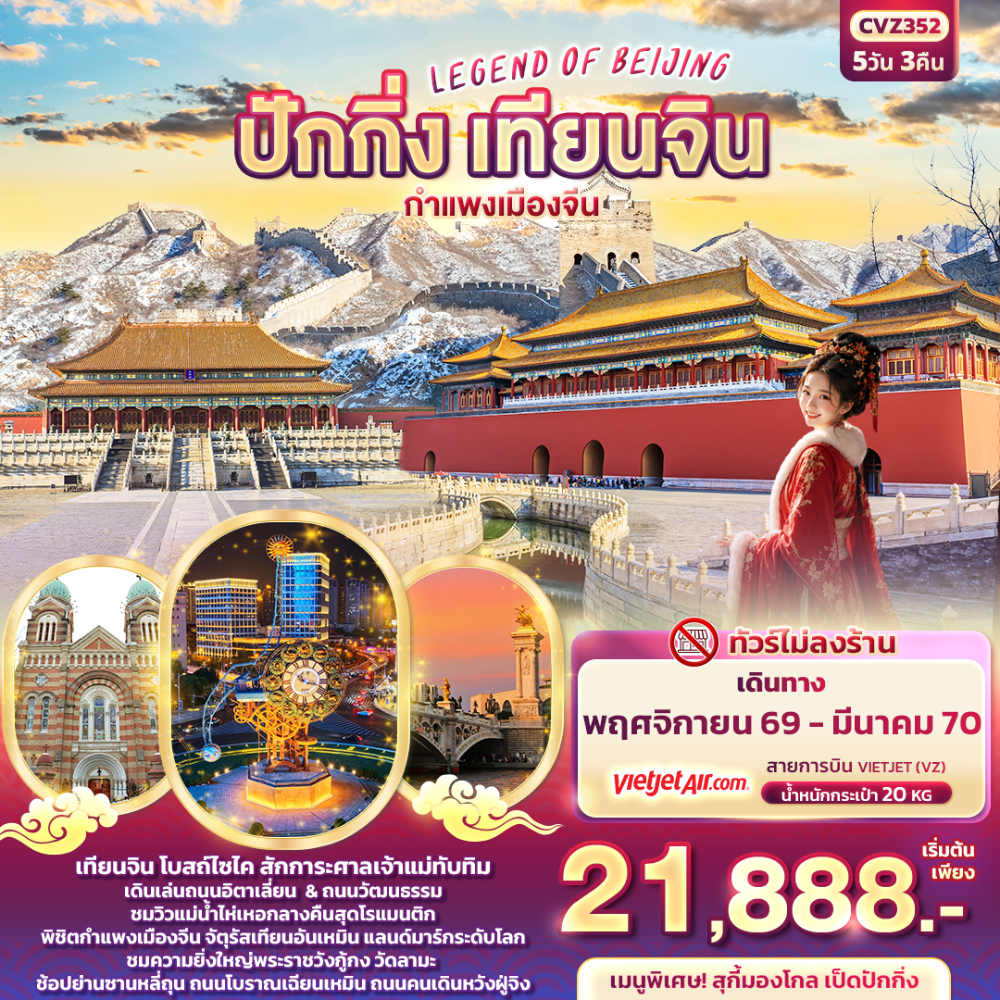 CVZ352
5วัน 3คืน
LEGEND OF BEIJING
ปักกิ่ง เทียนจิน
กำแพงเมืองจีน
ทัวร์ไม่ลงร้าน
เดินทาง
พฤศจิกายน 69 - มีนาคม 70
vietjetAir.com
สายการบิน VIETJET (VZ)
น้ำหนักกระเป๋า 20 KG
เริ่มต้น
เพียง
21,888.-
เทียนจิน โบสถ์ไซไค สักการะศาลเจ้าแม่ทับทิม
เดินเล่นถนนอิตาเลี่ยน & ถนนวัฒนธรรม
ชมวิวแม่น้ำไห่เหอกลางคืนสุดโรแมนติก
พิชิตกำแพงเมืองจีน จัตุรัสเทียนอันเหมิน แลนด์มาร์กระดับโลก
ชมความยิ่งใหญ่พระราชวังกู้กง วัดลามะ
ช้อปย่านซานหลี่ถุน ถนนโบราณเฉียนเหมิน ถนนคนเดินหวังฝู่จิง
เมนูพิเศษ! สุกี้มองโกล เป็ดปักกิ่ง